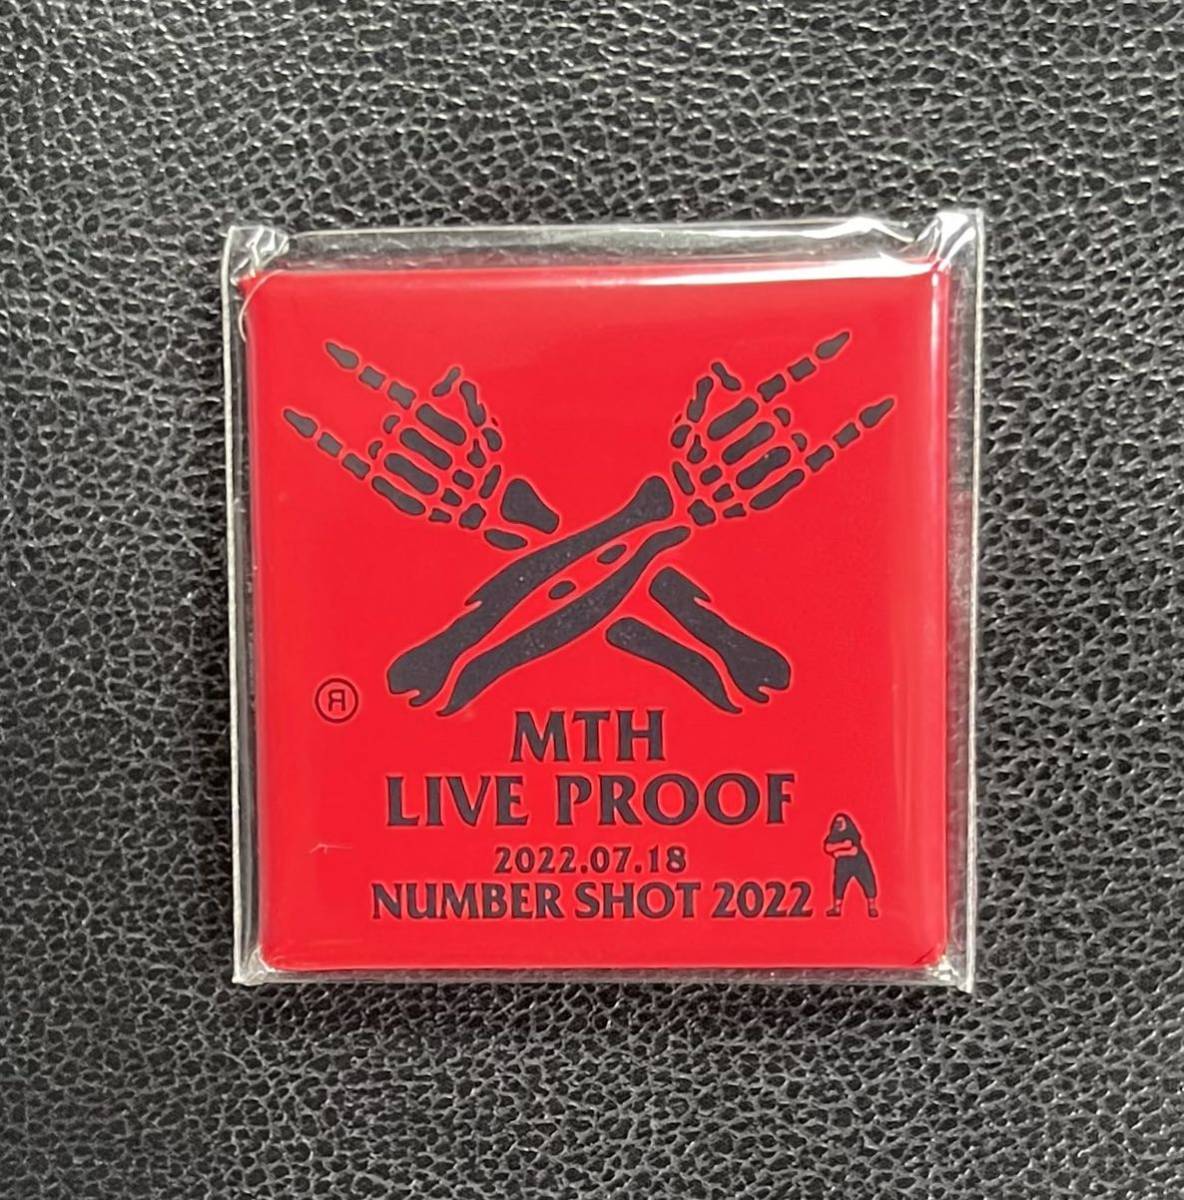 Я
MTH
LIVE PROOF
2022.07.18
NUMBER SHOT 2022